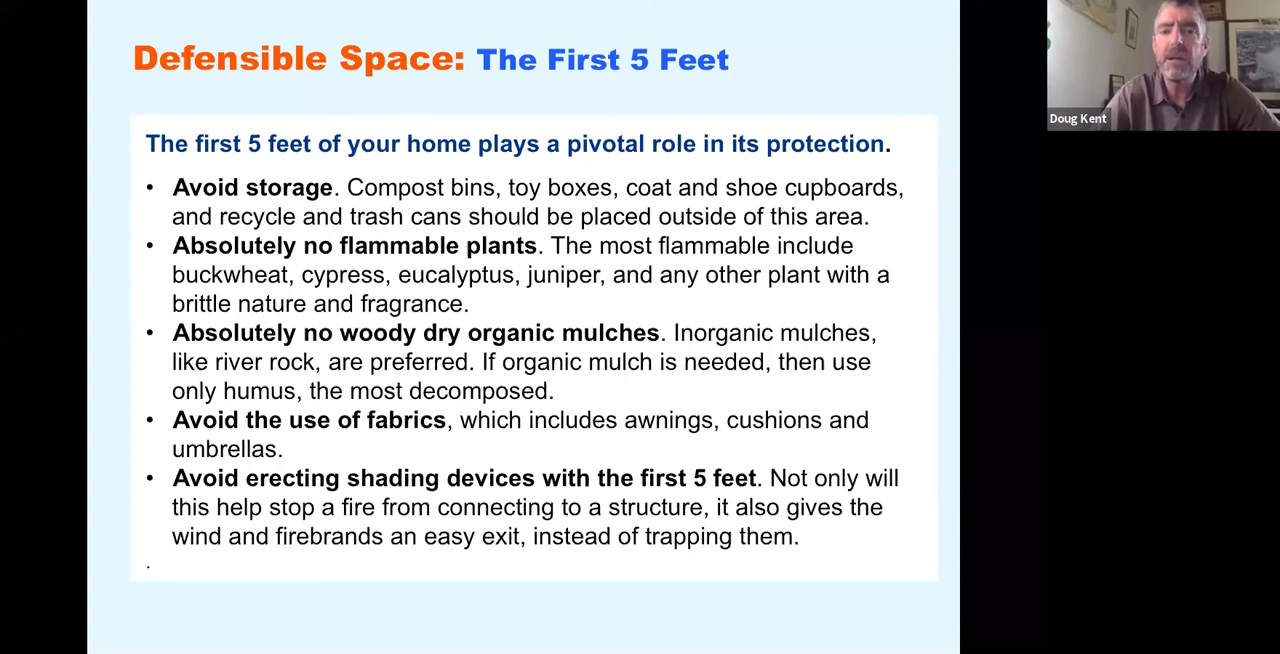 Defensible Space: The First 5 Feet
The first 5 feet of your home plays a pivotal role in its protection.
• Avoid storage. Compost bins, toy boxes, coat and shoe cupboards,
and recycle and trash cans should be placed outside of this area.
• Absolutely no flammable plants. The most flammable include
buckwheat, cypress, eucalyptus, juniper, and any other plant with a
brittle nature and fragrance.
• Absolutely no woody dry organic mulches. Inorganic mulches,
like river rock, are preferred. If organic mulch is needed, then use
only humus, the most decomposed.
• Avoid the use of fabrics, which includes awnings, cushions and
umbrellas.
• Avoid erecting shading devices with the first 5 feet. Not only will
this help stop a fire from connecting to a structure, it also gives the
wind and firebrands an easy exit, instead of trapping them.
.
Doug Kent